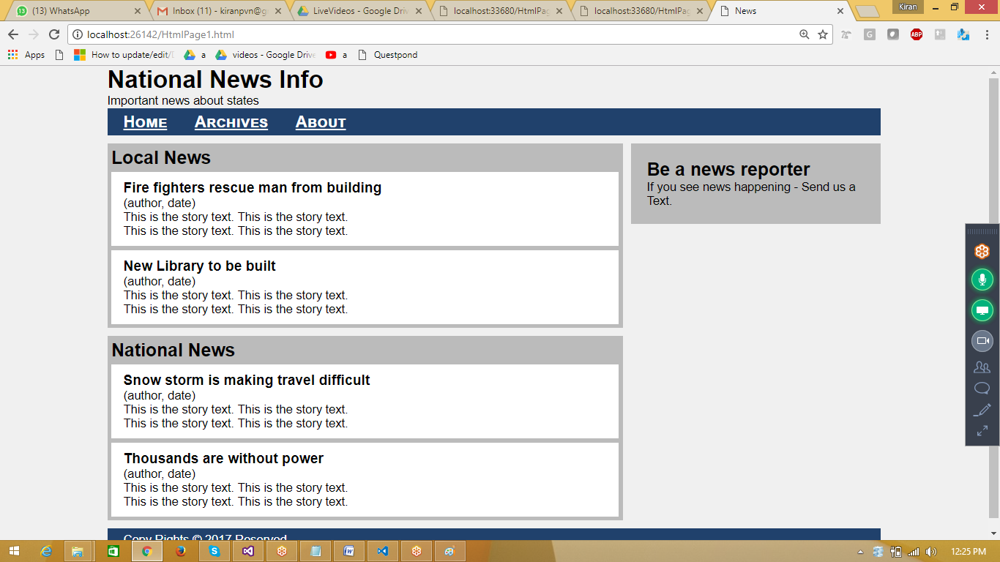 (13) WhatsApp
Inbox (11) - kiranpvn@g
LiveVideos - Google Driv
localhost:33680/HtmlPag
localhost:33680/HtmlPag
News
Kiran
localhost:26142/HtmlPage1.html
Apps
How to update/edit/
a
videos - Google Drive
a
Questpond
National News Info
Important news about states
HOME ARCHIVES ABOUT
Local News
Fire fighters rescue man from building
(author, date)
This is the story text. This is the story text.
This is the story text. This is the story text.
New Library to be built
(author, date)
This is the story text. This is the story text.
This is the story text. This is the story text.
National News
Snow storm is making travel difficult
(author, date)
This is the story text. This is the story text.
This is the story text. This is the story text.
Thousands are without power
(author, date)
This is the story text. This is the story text.
This is the story text. This is the story text.
Be a news reporter
If you see news happening - Send us a
Text.
Copy Rights © 2017 Reserved
12:25 PM